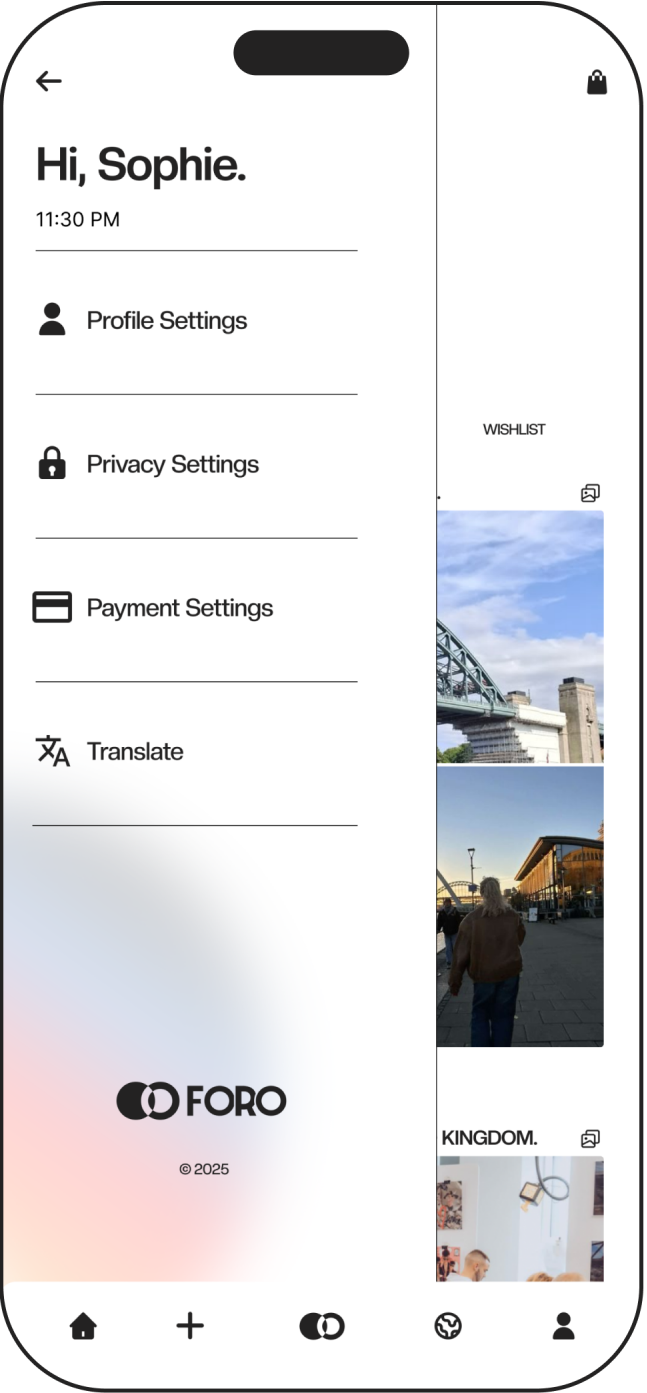 Hi, Sophie.
11:30 PM
Profile Settings
Privacy Settings
Payment Settings
Translate
FORO
© 2025
WISHLIST
.
KINGDOM.